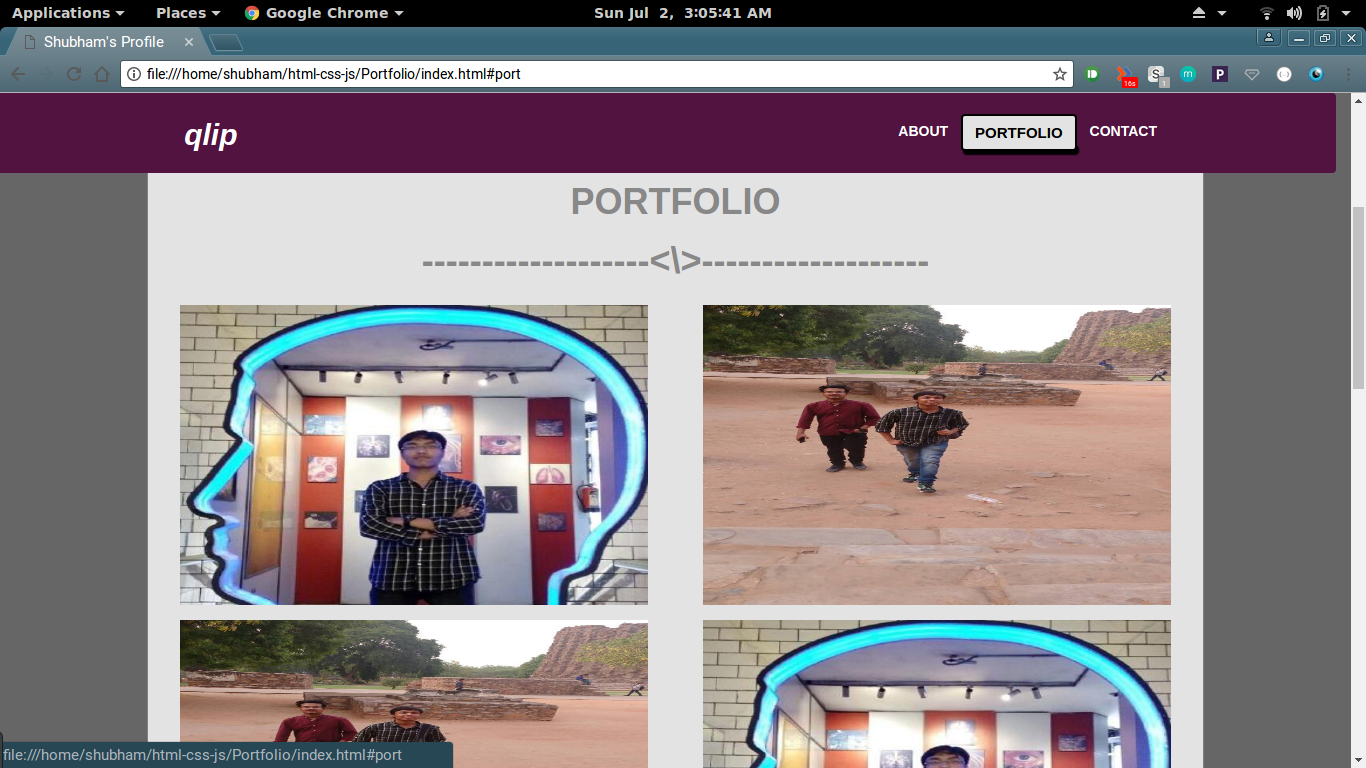 Applications Places Google Chrome Sun Jul 2, 3:05:41 AM
Shubham's Profile
file:///home/shubham/html-css-js/Portfolio/index.html#port
16s S 1 m P
qlip ABOUT PORTFOLIO CONTACT
PORTFOLIO
-------------------<\>-------------------
file:///home/shubham/html-css-js/Portfolio/index.html#port